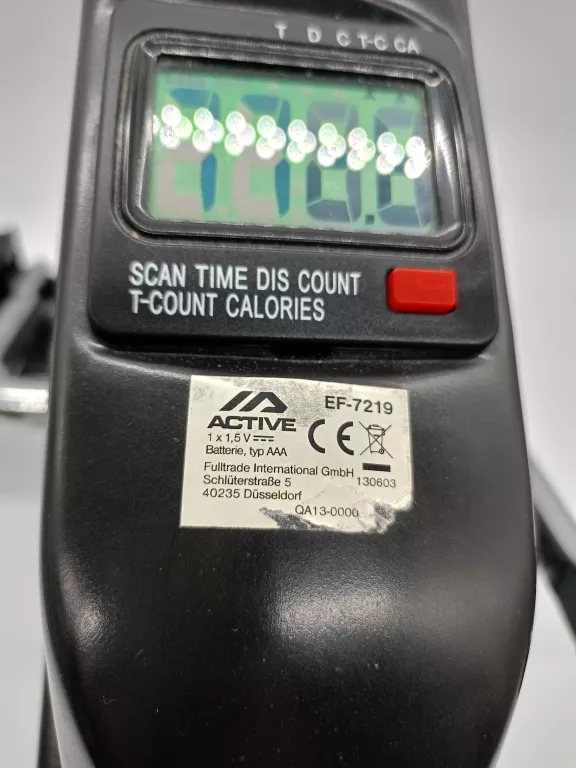 T D C T-C CA
SCAN TIME DIS COUNT
T-COUNT CALORIES
ACTIVE
EF-7219
1 x 1,5 V
Batterie, typ AAA
CE
Fulltrade International GmbH
Schlüterstraße 5
130603
40235 Düsseldorf
QA13-0000